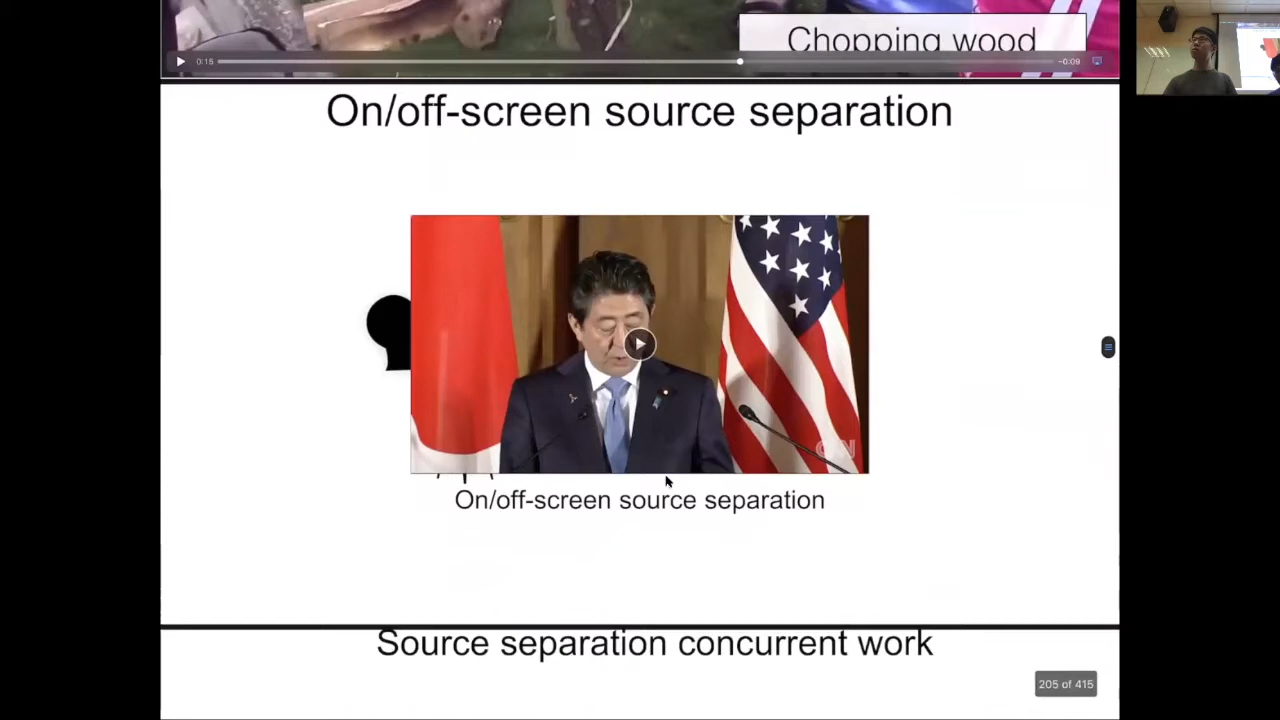 Chopping wood
0:15
-0:09
On/off-screen source separation
CNN
On/off-screen source separation
Source separation concurrent work
205 of 415